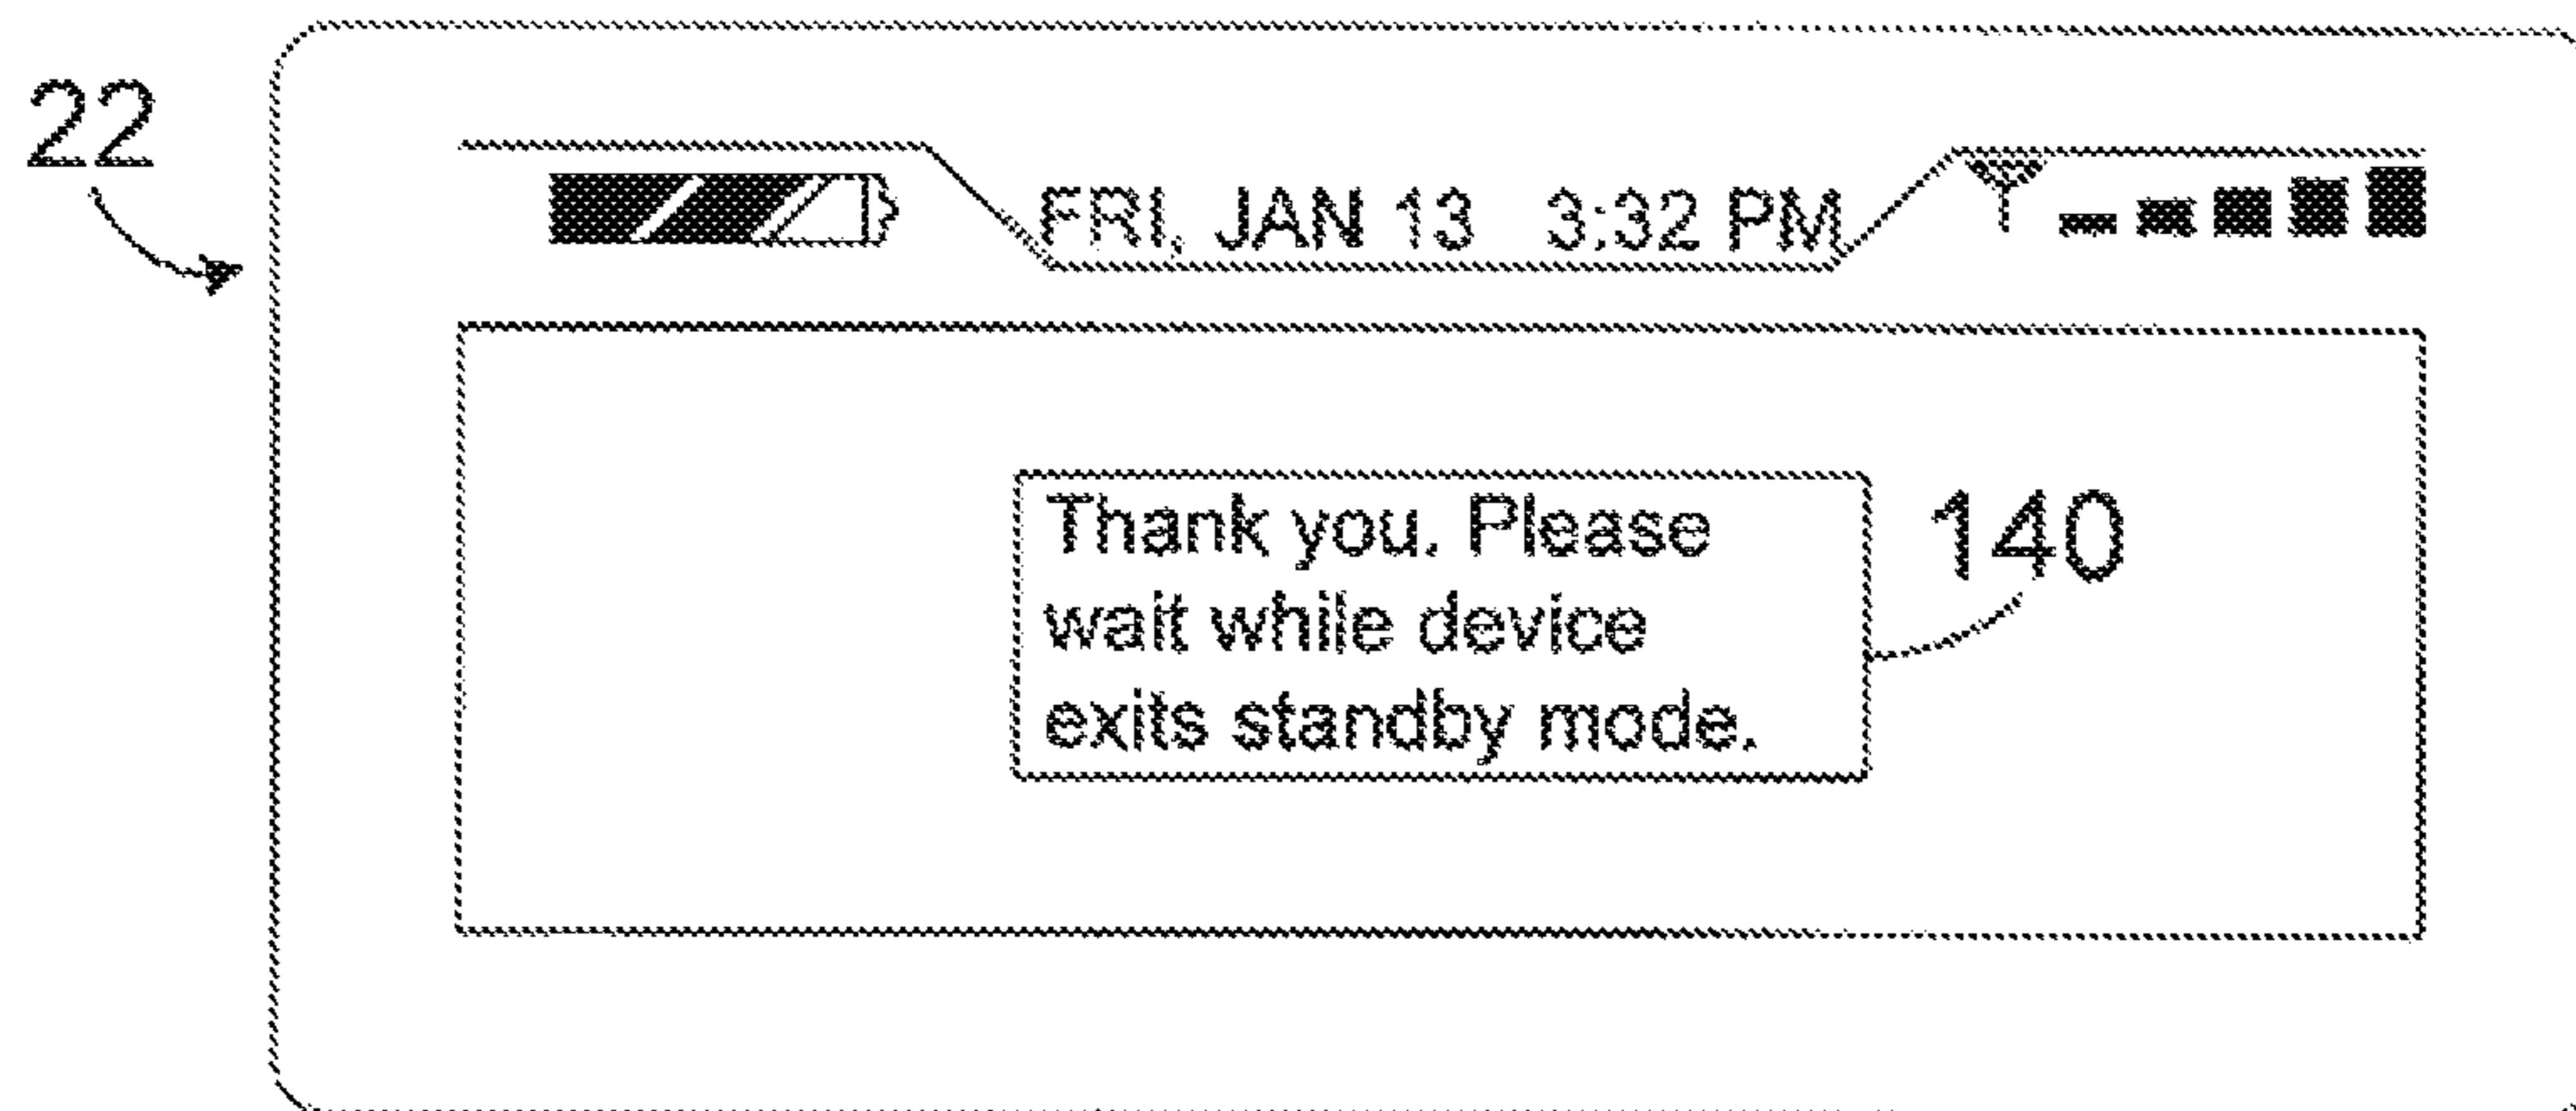 22
FRI, JAN 13 3:32 PM
Thank you. Please
wait while device
exits standby mode.
140